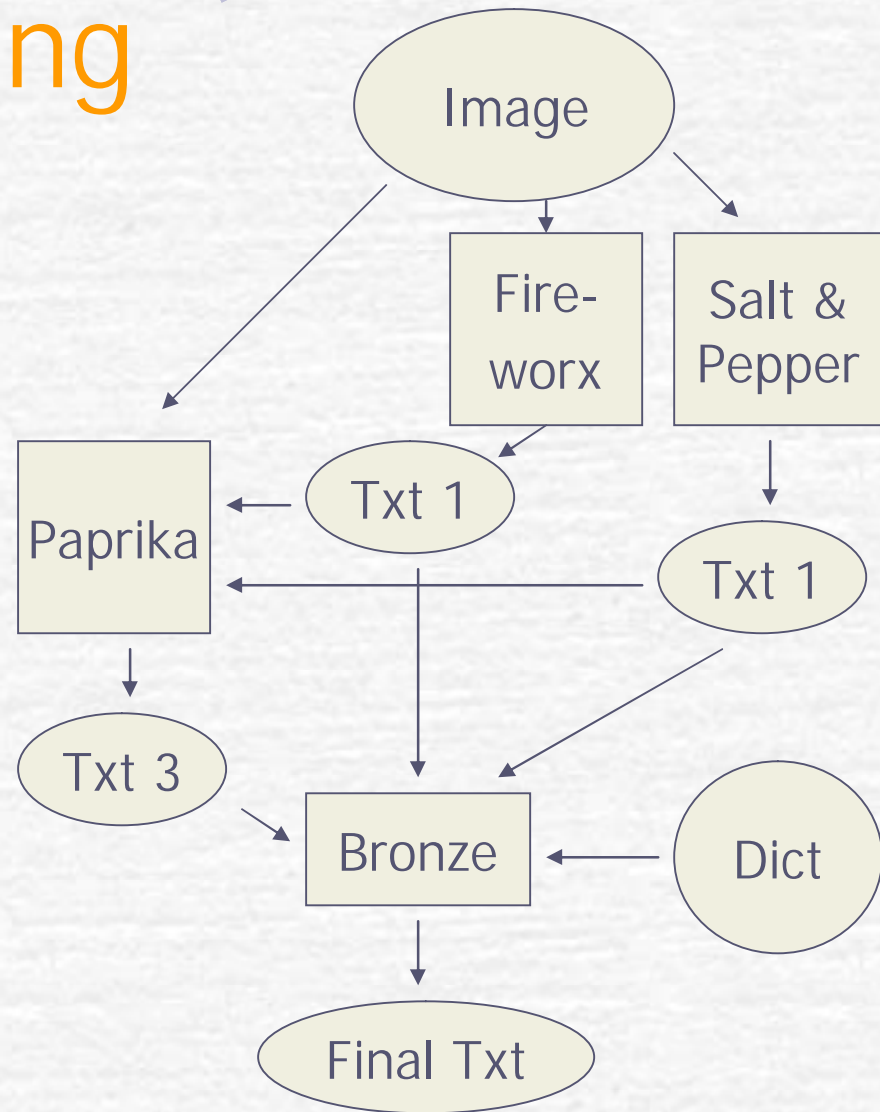 ng
Image
Fire-
worx
Salt &
Pepper
Txt 1
Paprika
Txt 1
Txt 3
Bronze
Dict
Final Txt